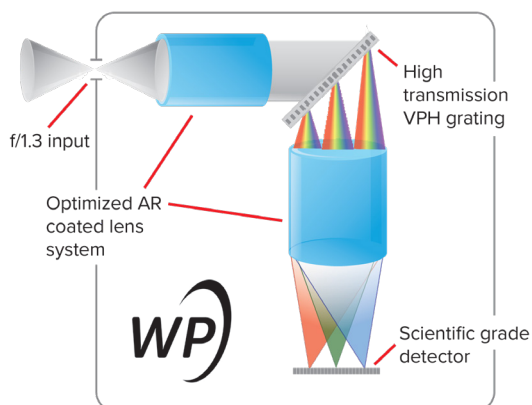 High
transmission
VPH grating
f/1.3 input
Optimized AR
coated lens
system
WP
Scientific grade
detector